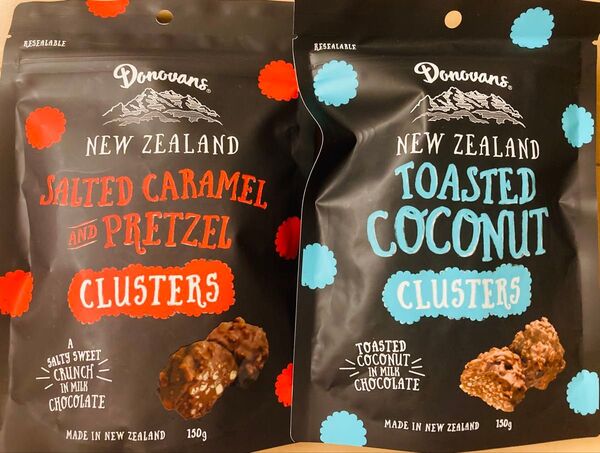 RESEALABLE
Donovans®
NEW ZEALAND
SALTED CARAMEL
AND PRETZEL
CLUSTERS
A
SALTY SWEET
CRUNCH
IN MILK
CHOCOLATE
MADE IN NEW ZEALAND 150g
RESEALABLE
Donovans®
NEW ZEALAND
TOASTED
COCONUT
CLUSTERS
TOASTED
COCONUT
IN MILK
CHOCOLATE
MADE IN NEW ZEALAND 150g